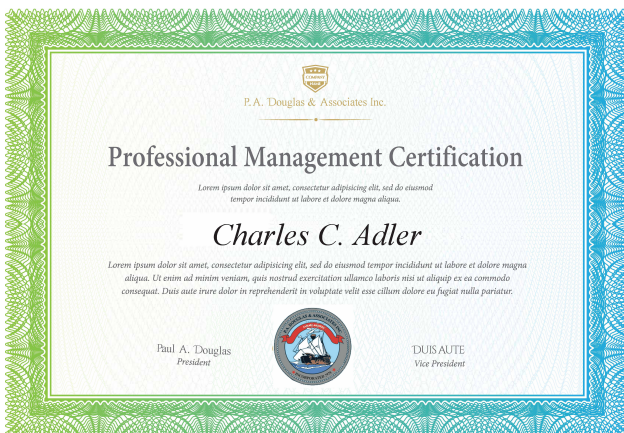 COMPANY
P.A. Douglas & Associates Inc.
Professional Management Certification
Lorem ipsum dolor sit amet, consectetur adipisicing elit, sed do eiusmod
tempor incididunt ut labore et dolore magna aliqua.
Charles C. Adler
Lorem ipsum dolor sit amet, consectetur adipisicing elit, sed do eiusmod tempor incididunt ut labore et dolore magna
aliqua. Ut enim ad minim veniam, quis nostrud exercitation ullamco laboris nisi ut aliquip ex ea commodo
consequat. Duis aute irure dolor in reprehenderit in voluptate velit esse cillum dolore eu fugiat nulla pariatur.
Paul A. Douglas
President
P.A. DOUGLAS & ASSOCIATES INC
DUIS AUTE
Vice President